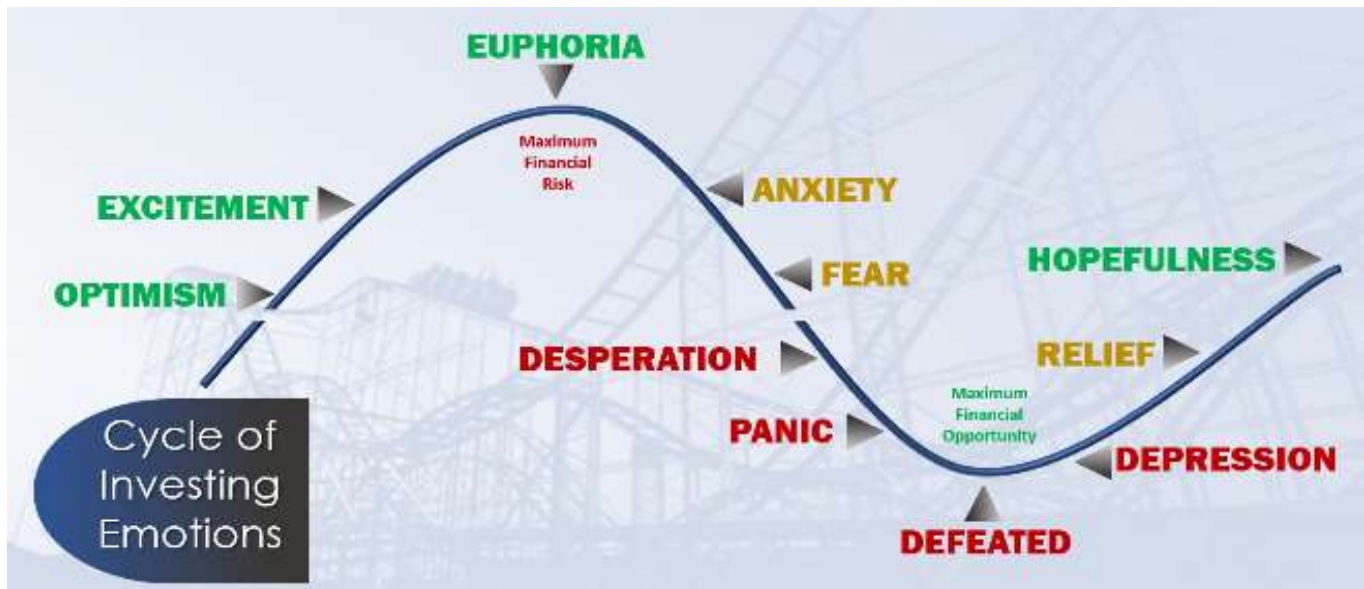 EUPHORIA
Maximum
Financial
Risk
EXCITEMENT
ANXIETY
OPTIMISM
FEAR
HOPEFULNESS
DESPERATION
RELIEF
PANIC
Maximum
Financial
Opportunity
DEPRESSION
DEFEATED
Cycle of
Investing
Emotions